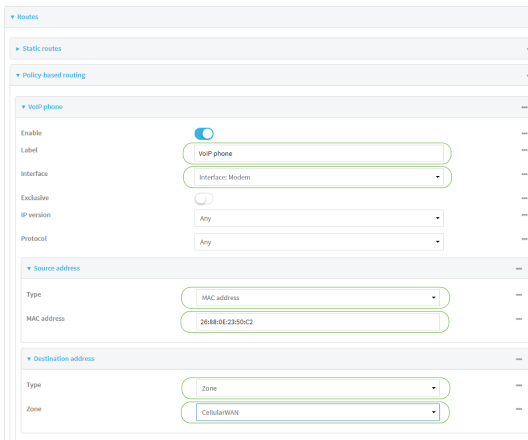 Routes
Static routes
Policy-based routing
VoIP phone
Enable
Label VoIP phone
Interface Interface: Modem
Exclusive
IP version Any
Protocol Any
Source address
Type MAC address
MAC address 26:88:0E:23:50:C2
Destination address
Type Zone
Zone CellularWAN